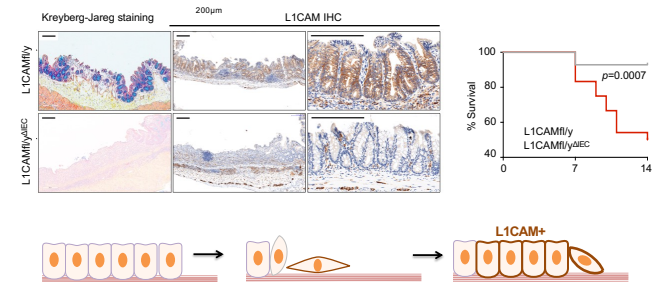 Kreyberg-Jareg staining
200µm
L1CAM IHC
L1CAMfl/y
L1CAMfl/yΔIEC
100
80
60
40
% Survival
p=0.0007
L1CAMfl/y
L1CAMfl/yΔIEC
0
7
14
L1CAM+